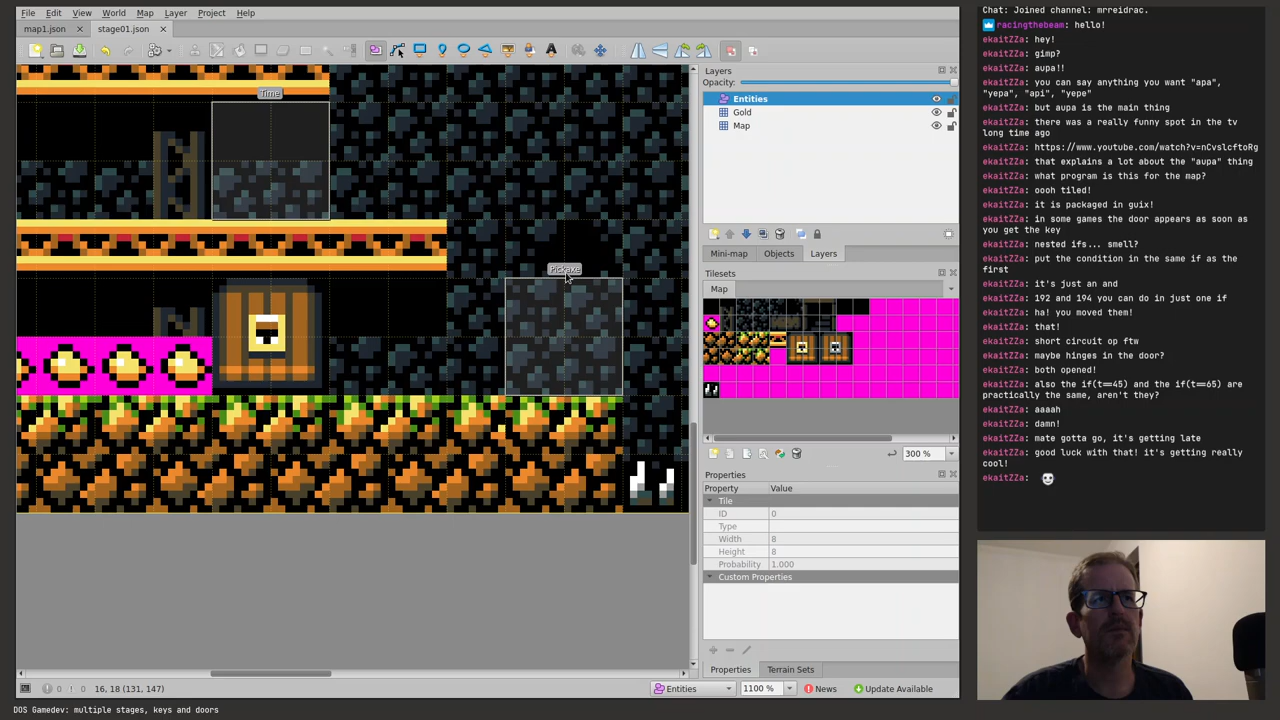 File Edit View World Map Layer Project Help
map1.json
stage01.json
Time
Pickaxe
Layers
Opacity:
Entities
Gold
Map
Mini-map
Objects
Layers
Tilesets
Map
300 %
Properties
Property
Value
Tile
ID
0
Type
Width
8
Height
8
Probability
1.000
Custom Properties
Properties
Terrain Sets
0
0
16, 18 (131, 147)
Entities
1100 %
News
Update Available
DOS Gamedev: multiple stages, keys and doors
Chat: Joined channel: mrreidrac.
racingthebeam: hello!
ekaitZZa: hey!
ekaitZZa: gimp?
ekaitZZa: aupa!!
ekaitZZa: you can say anything you want "apa",
"yepa", "api", "yepe"
ekaitZZa: but aupa is the main thing
ekaitZZa: there was a really funny spot in the tv
long time ago
ekaitZZa: https://www.youtube.com/watch?v=nCvslcftoRg
ekaitZZa: that explains a lot about the "aupa" thing
ekaitZZa: what program is this for the map?
ekaitZZa: oooh tiled!
ekaitZZa: it is packaged in guix!
ekaitZZa: in some games the door appears as soon as
you get the key
ekaitZZa: nested ifs... smell?
ekaitZZa: put the condition in the same if as the
first
ekaitZZa: it's just an and
ekaitZZa: 192 and 194 you can do in just one if
ekaitZZa: ha! you moved them!
ekaitZZa: that!
ekaitZZa: short circuit op ftw
ekaitZZa: maybe hinges in the door?
ekaitZZa: both opened!
ekaitZZa: also the if(t==45) and the if(t==65) are
practically the same, aren't they?
ekaitZZa: aaaah
ekaitZZa: damn!
ekaitZZa: mate gotta go, it's getting late
ekaitZZa: good luck with that! it's getting really
cool!
ekaitZZa: